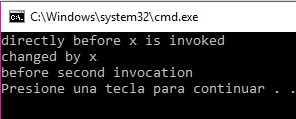 C:\Windows\system32\cmd.exe
directly before x is invoked
changed by x
before second invocation
Presione una tecla para continuar . .